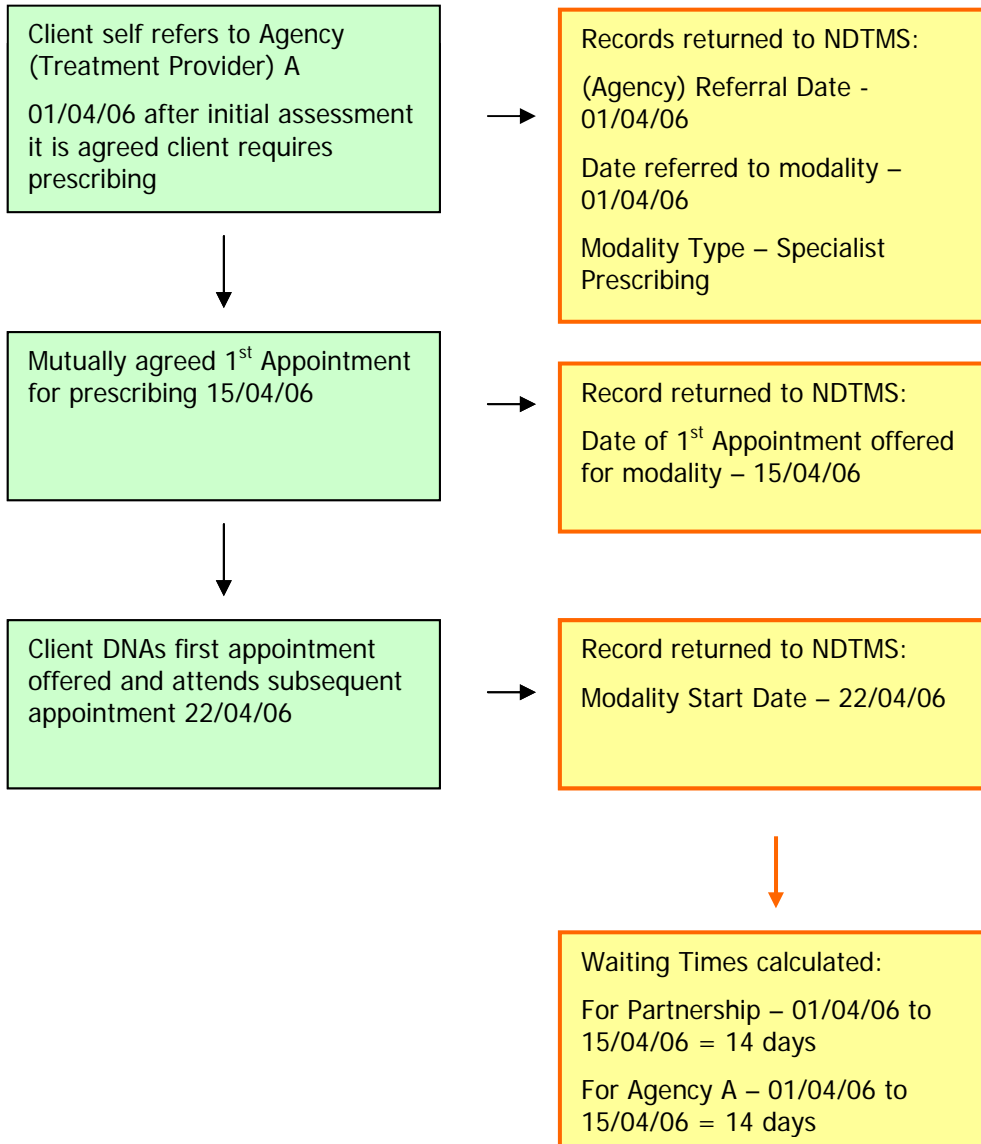 Client self refers to Agency
(Treatment Provider) A
01/04/06 after initial assessment
it is agreed client requires
prescribing
Records returned to NDTMS:
(Agency) Referral Date -
01/04/06
Date referred to modality –
01/04/06
Modality Type – Specialist
Prescribing
Mutually agreed 1st Appointment
for prescribing 15/04/06
Record returned to NDTMS:
Date of 1st Appointment offered
for modality – 15/04/06
Client DNAs first appointment
offered and attends subsequent
appointment 22/04/06
Record returned to NDTMS:
Modality Start Date – 22/04/06
Waiting Times calculated:
For Partnership – 01/04/06 to
15/04/06 = 14 days
For Agency A – 01/04/06 to
15/04/06 = 14 days